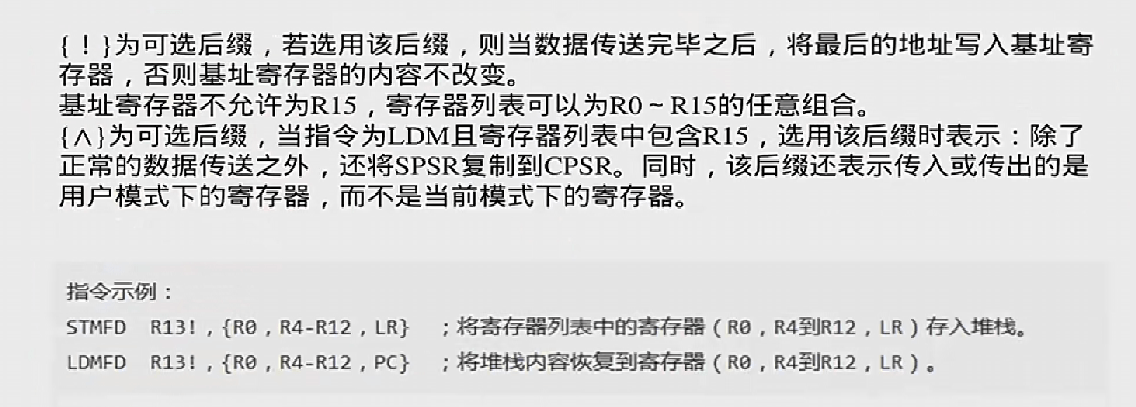 {！}为可选后缀，若选用该后缀，则当数据传送完毕之后，将最后的地址写入基址寄
存器，否则基址寄存器的内容不改变。
基址寄存器不允许为R15，寄存器列表可以为R0～R15的任意组合。
{∧}为可选后缀，当指令为LDM且寄存器列表中包含R15，选用该后缀时表示：除了
正常的数据传送之外，还将SPSR复制到CPSR。同时，该后缀还表示传入或传出的是
用户模式下的寄存器，而不是当前模式下的寄存器。
指令示例：
STMFD R13!，{R0，R4-R12，LR} ；将寄存器列表中的寄存器（R0，R4到R12，LR）存入堆栈。
LDMFD R13!，{R0，R4-R12，PC} ；将堆栈内容恢复到寄存器（R0，R4到R12，LR）。